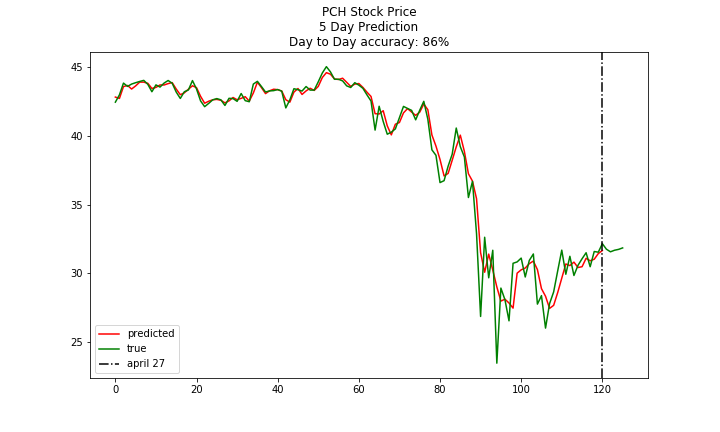 PCH Stock Price
5 Day Prediction
Day to Day accuracy: 86%
45
40
35
30
25
predicted
true
april 27
0 20 40 60 80 100 120